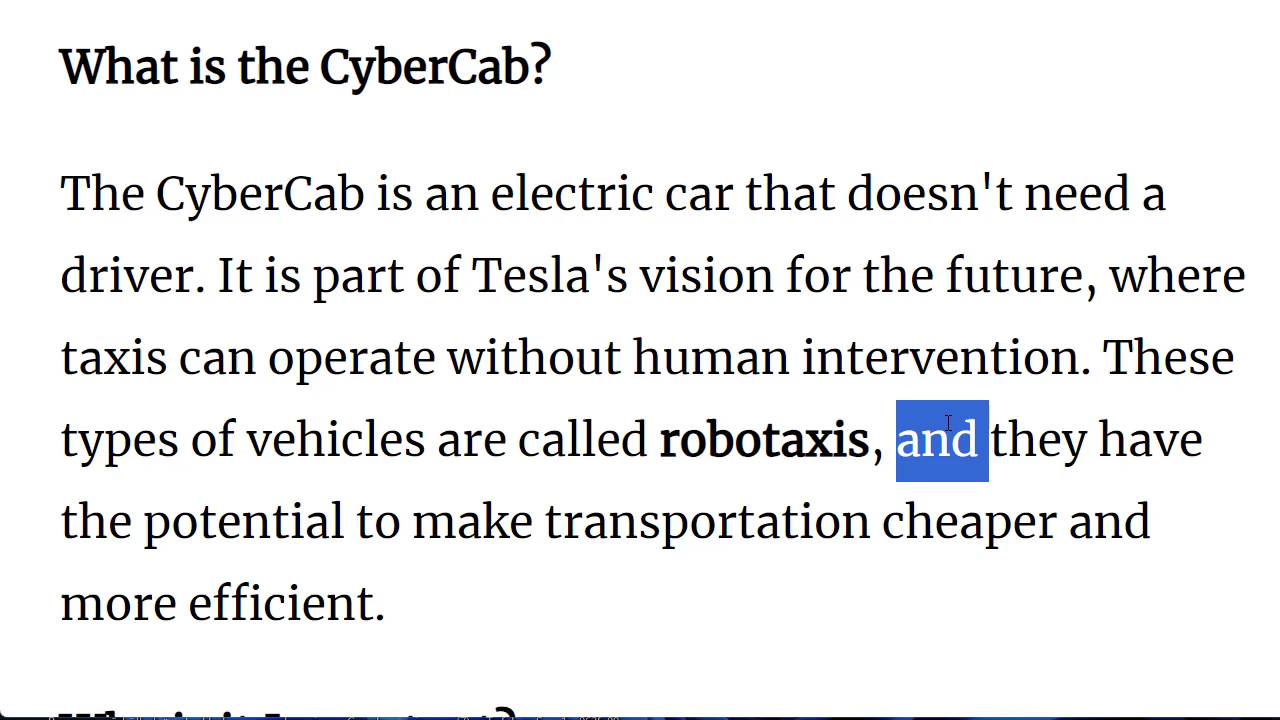 What is the CyberCab?
The CyberCab is an electric car that doesn't need a
driver. It is part of Tesla's vision for the future, where
taxis can operate without human intervention. These
types of vehicles are called robotaxis, and they have
the potential to make transportation cheaper and
more efficient.